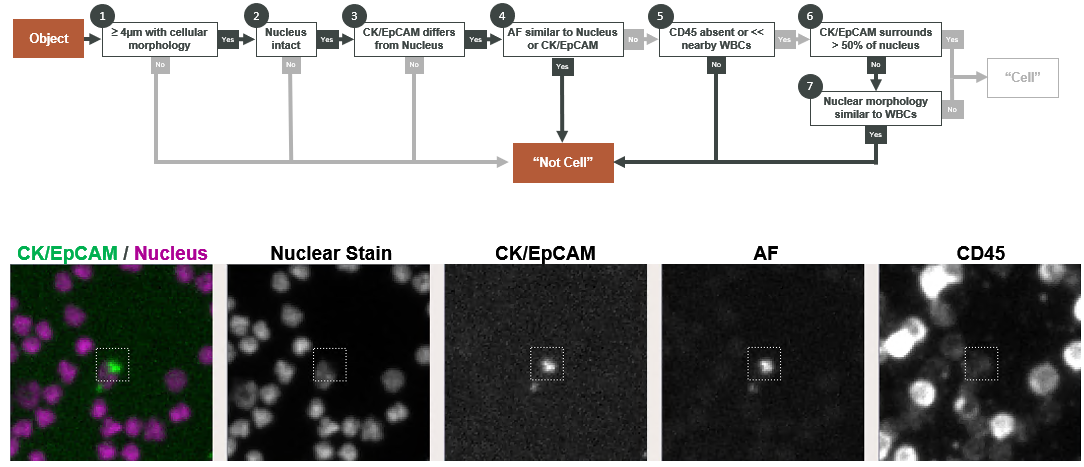 1
2
3
4
5
6
Object
≥ 4µm with cellular
morphology
Yes
No
Nucleus
intact
Yes
No
CK/EpCAM differs
from Nucleus
Yes
No
AF similar to Nucleus
or CK/EpCAM
No
Yes
CD45 absent or <<
nearby WBCs
Yes
No
CK/EpCAM surrounds
> 50% of nucleus
Yes
No
7
Nuclear morphology
similar to WBCs
No
Yes
"Cell"
"Not Cell"
CK/EpCAM / Nucleus
Nuclear Stain
CK/EpCAM
AF
CD45